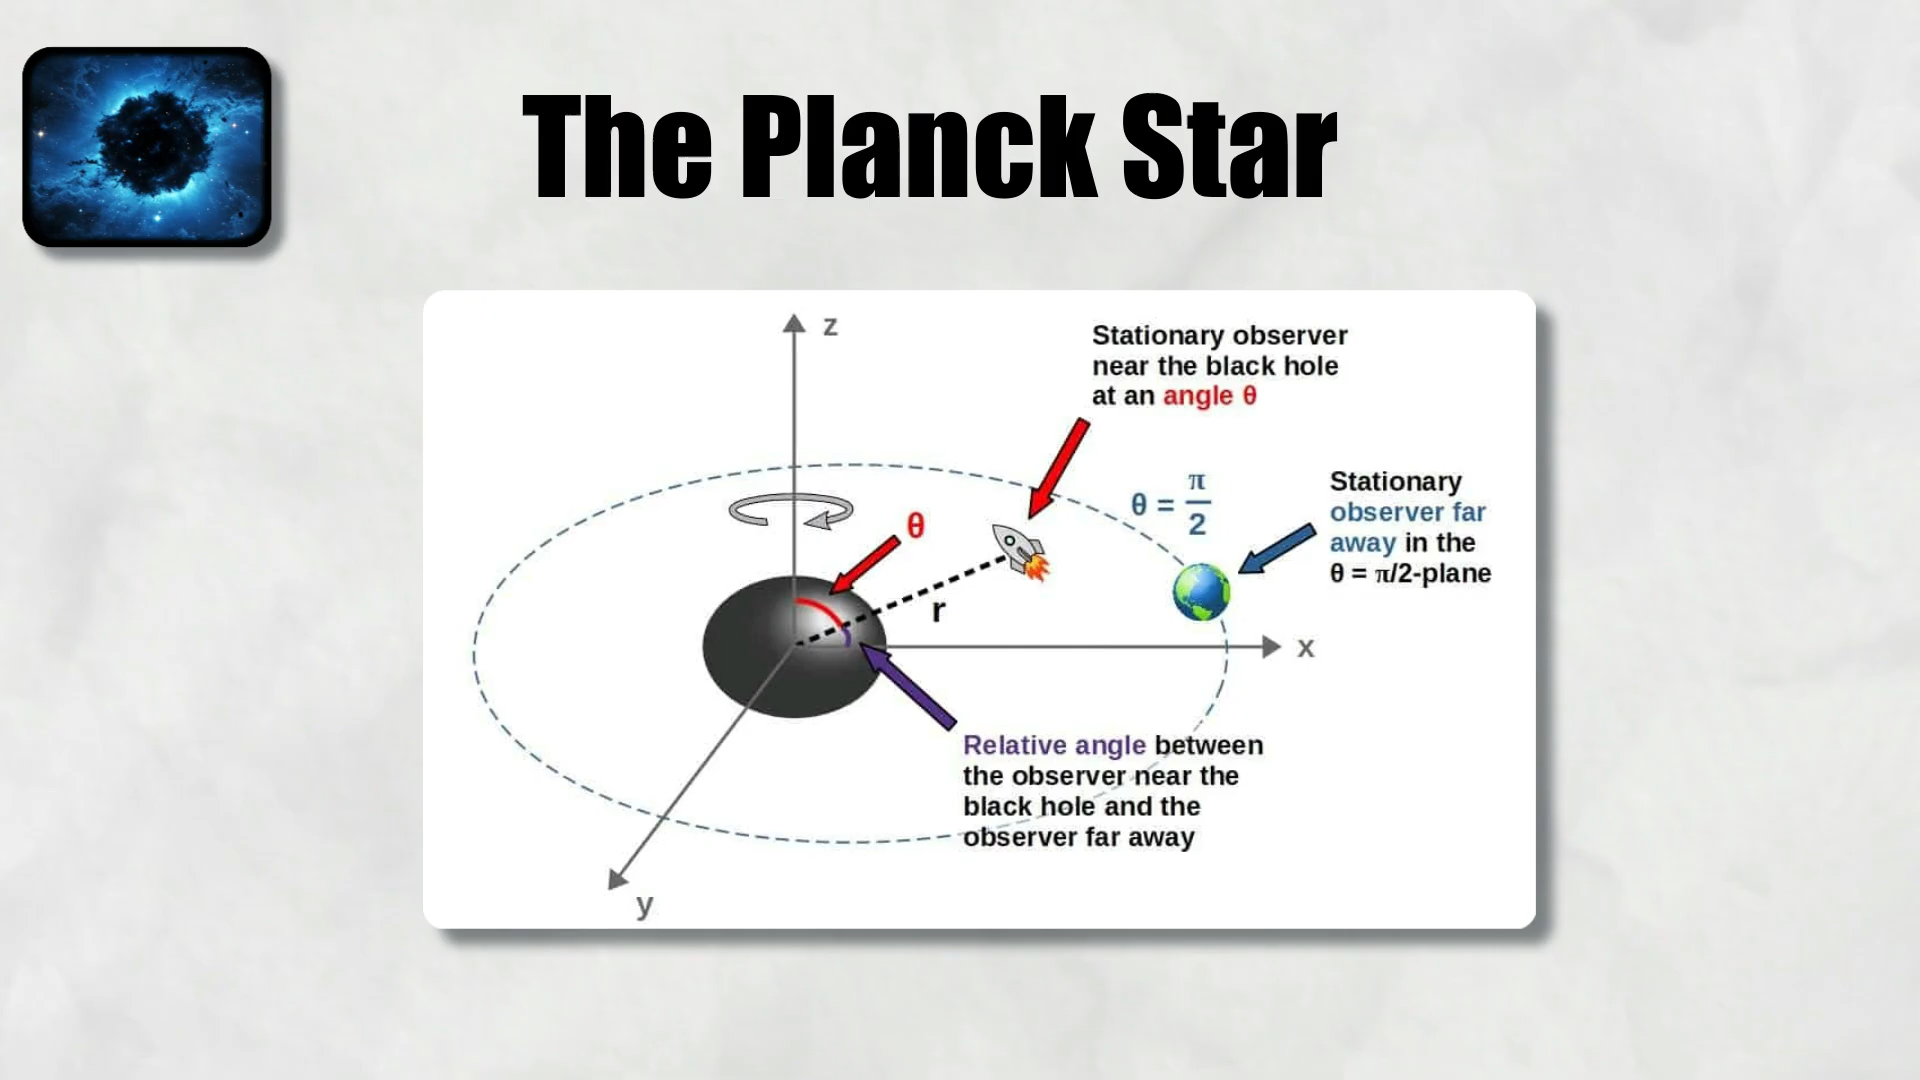 The Planck Star
z
Stationary observer
near the black hole
at an angle θ
θ = π/2
Stationary
observer far
away in the
θ = π/2-plane
θ
r
x
Relative angle between
the observer near the
black hole and the
observer far away
y